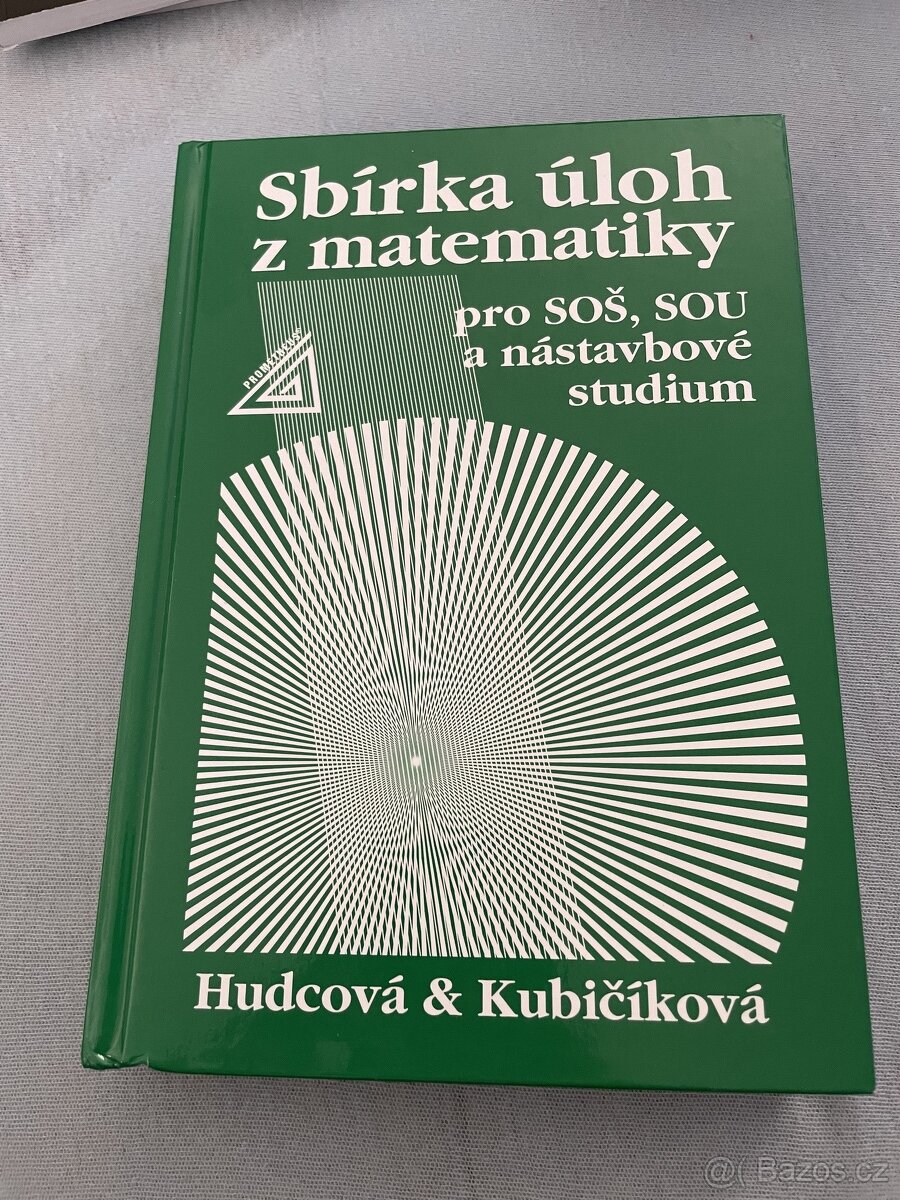 Sbírka úloh
z matematiky
pro SOŠ, SOU
a nástavbové
studium
PROMETHEUS
Hudcová & Kubičíková
@( Bazos.cz